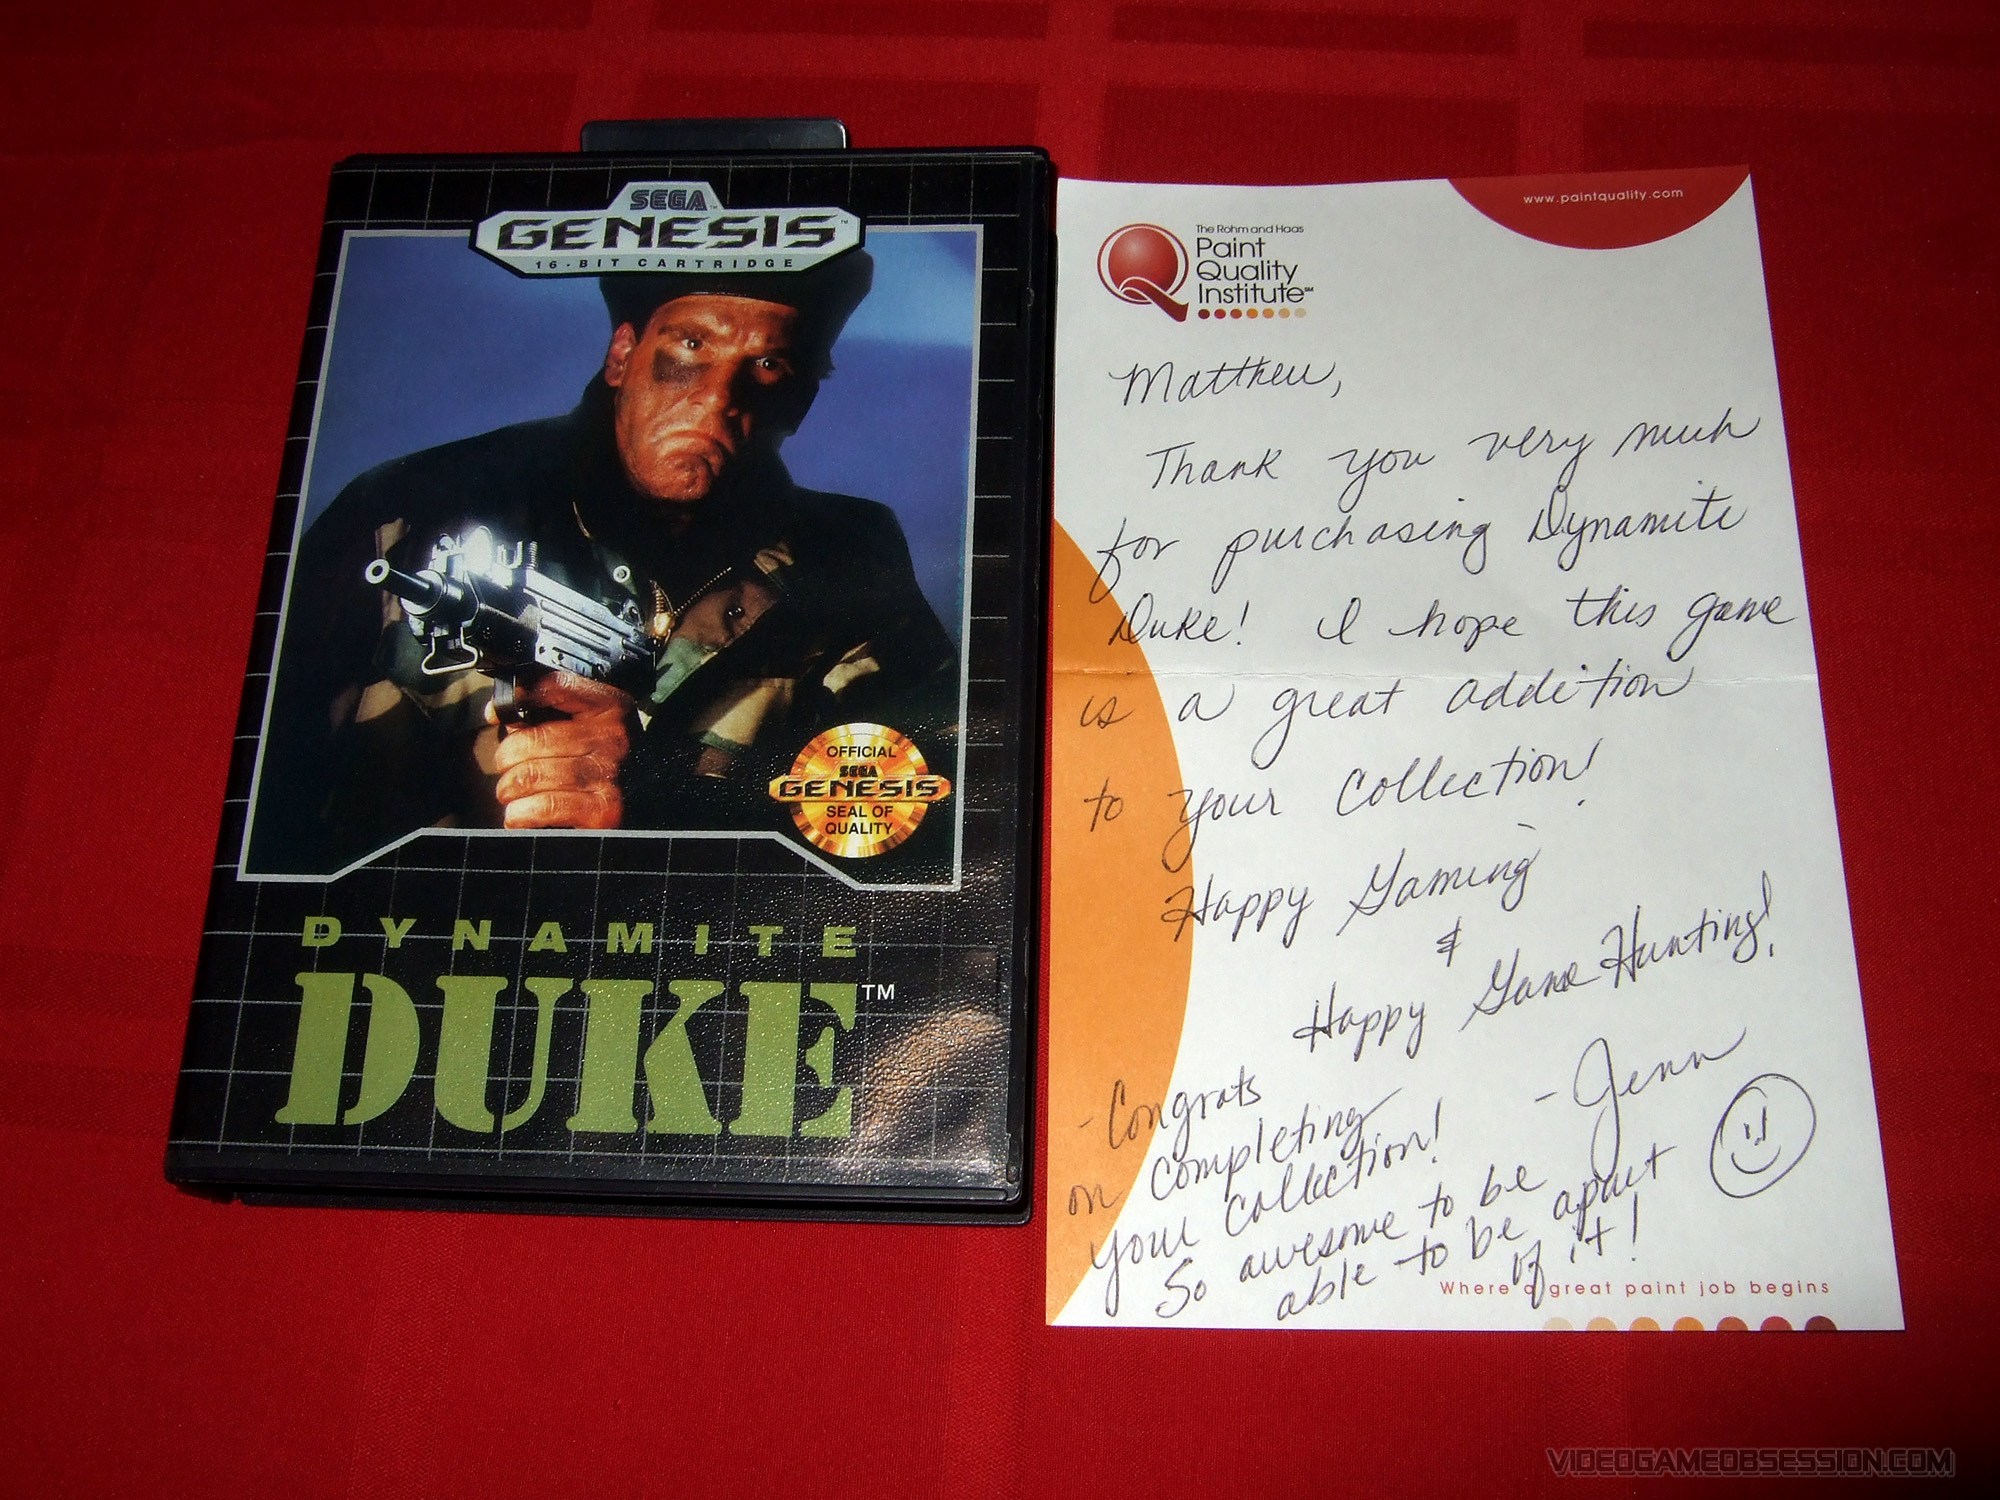 SEGA™
GENESIS™
16-BIT CARTRIDGE
OFFICIAL
SEGA
GENESIS
SEAL OF
QUALITY
DYNAMITE
DUKE™
www.paintquality.com
Q
The Rohm and Haas
Paint
Quality
Institute℠
Matthew,
Thank you very much
for purchasing Dynamite
Duke! I hope this game
is a great addition
to your collection!
Happy Gaming
&
Happy Game Hunting!
- Jenn
- Congrats
on completing
your collection!
So awesome to be
able to be apart
of it!
Where a great paint job begins
VIDEOGAMEOBSESSION.COM